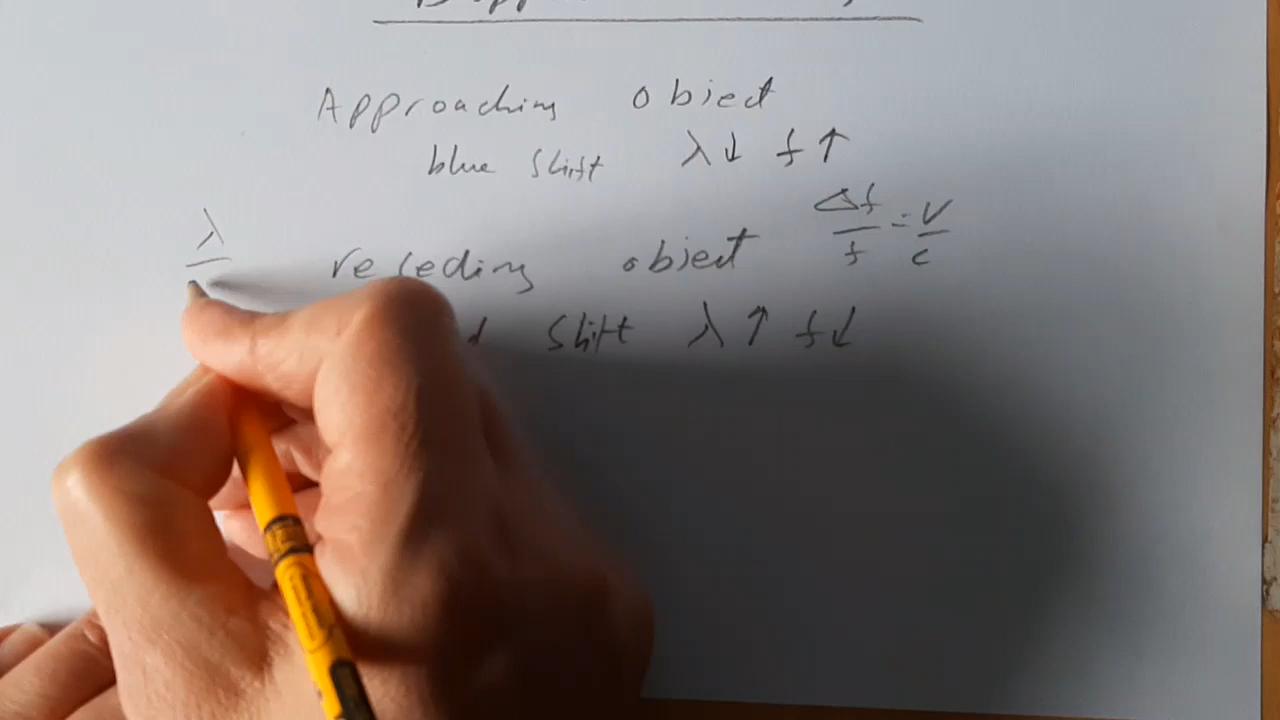 Approaching object
blue shift λ↓ f↑
λ
receding object Δf/f = v/c
shift λ↑ f↓